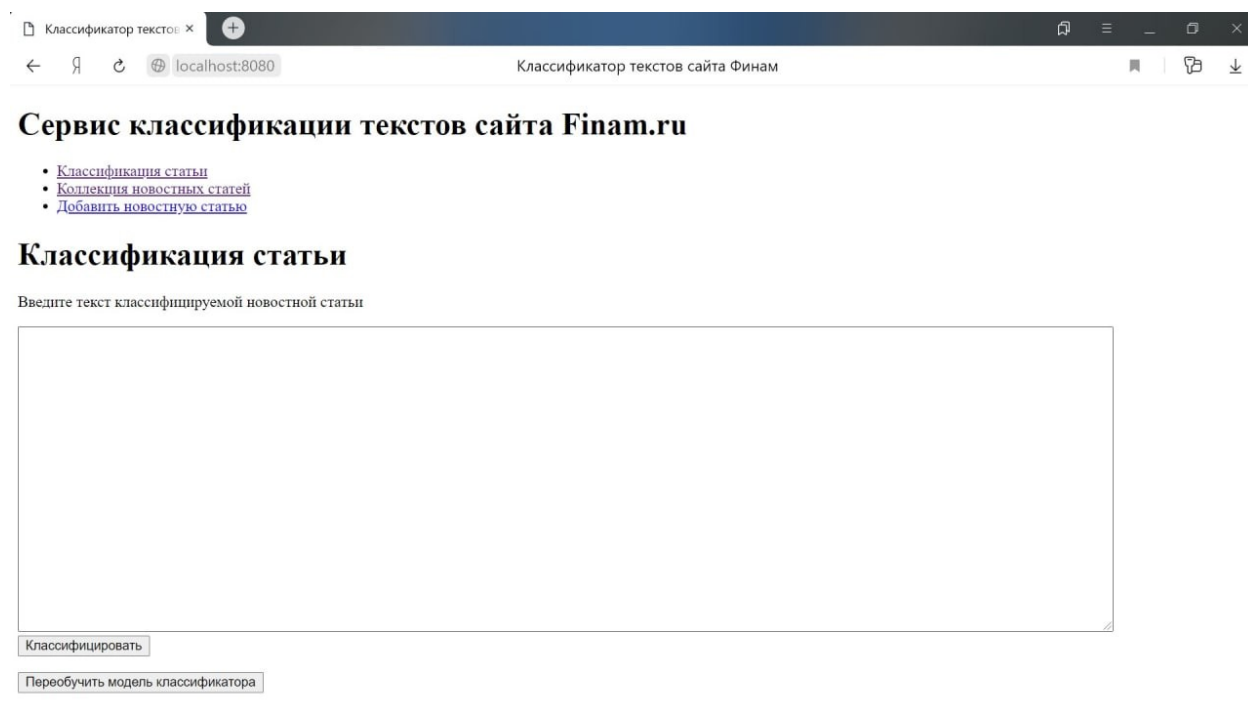 Классификатор текстов
localhost:8080
Классификатор текстов сайта Финам
Сервис классификации текстов сайта Finam.ru
Классификация статьи
Коллекция новостных статей
Добавить новостную статью
Классификация статьи
Введите текст классифицируемой новостной статьи
Классифицировать
Переобучить модель классификатора